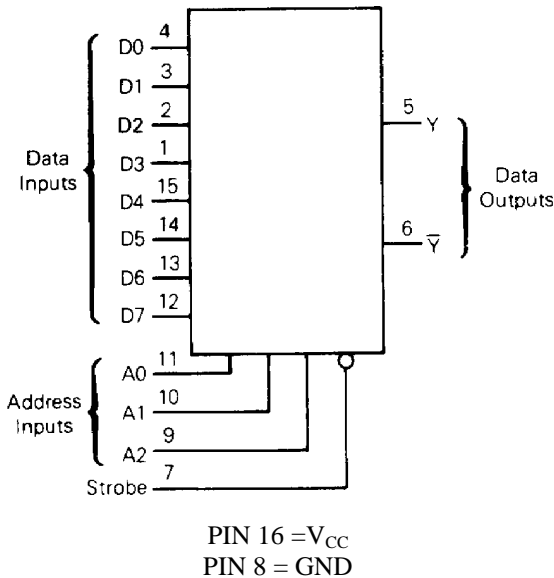 D0 4
D1 3
D2 2
D3 1
D4 15
D5 14
D6 13
D7 12
Data
Inputs
5 Y
6 Y̅
Data
Outputs
A0 11
A1 10
A2 9
Address
Inputs
Strobe 7
PIN 16 =VCC
PIN 8 = GND